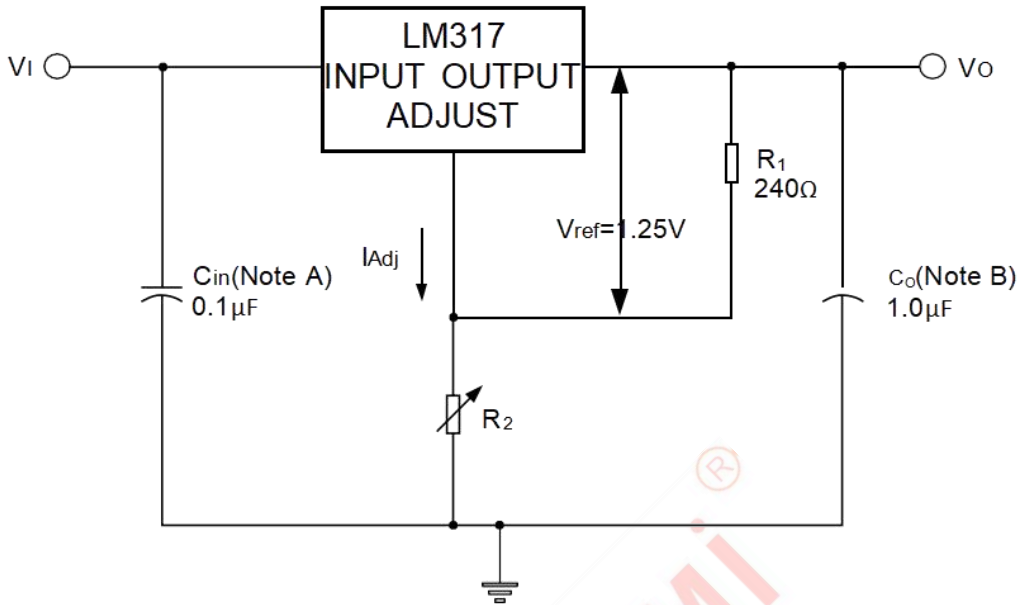 LM317
INPUT OUTPUT
ADJUST
VI
VO
R1
240Ω
Vref=1.25V
IAdj
Cin(Note A)
0.1µF
Co(Note B)
1.0µF
R2
®